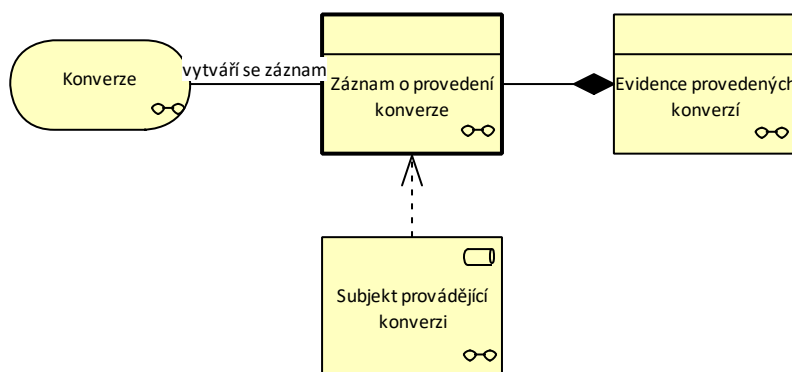 Konverze
vytváří se záznam
Záznam o provedení
konverze
Evidence provedených
konverzí
Subjekt provádějící
konverzi